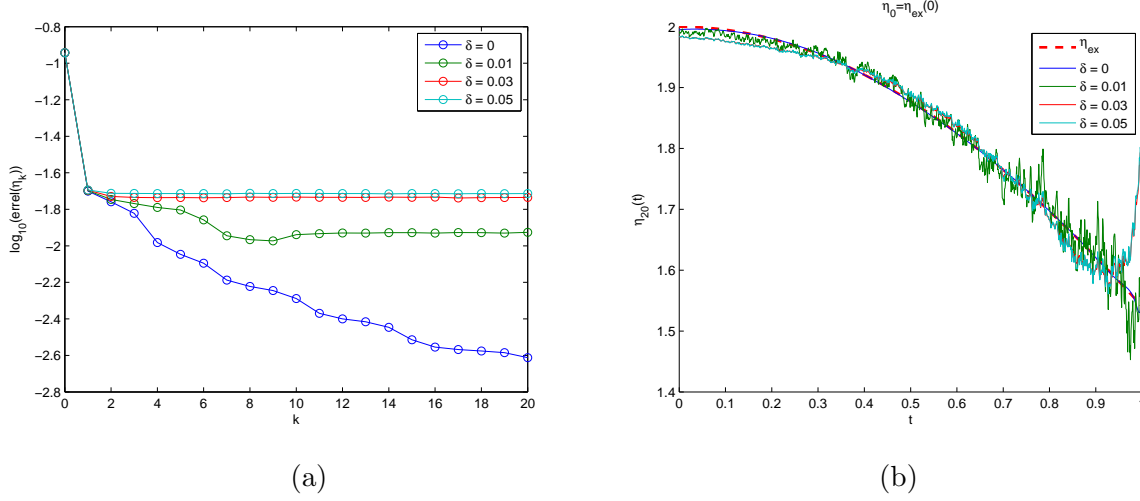 −0.8
−1
−1.2
−1.4
−1.6
−1.8
−2
−2.2
−2.4
−2.6
−2.8
0 2 4 6 8 10 12 14 16 18 20
k
log10(errel(ηk))
δ = 0
δ = 0.01
δ = 0.03
δ = 0.05
(a)
η0=ηex(0)
2
1.9
1.8
1.7
1.6
1.5
1.4
0 0.1 0.2 0.3 0.4 0.5 0.6 0.7 0.8 0.9 1
t
η20(t)
ηex
δ = 0
δ = 0.01
δ = 0.03
δ = 0.05
(b)